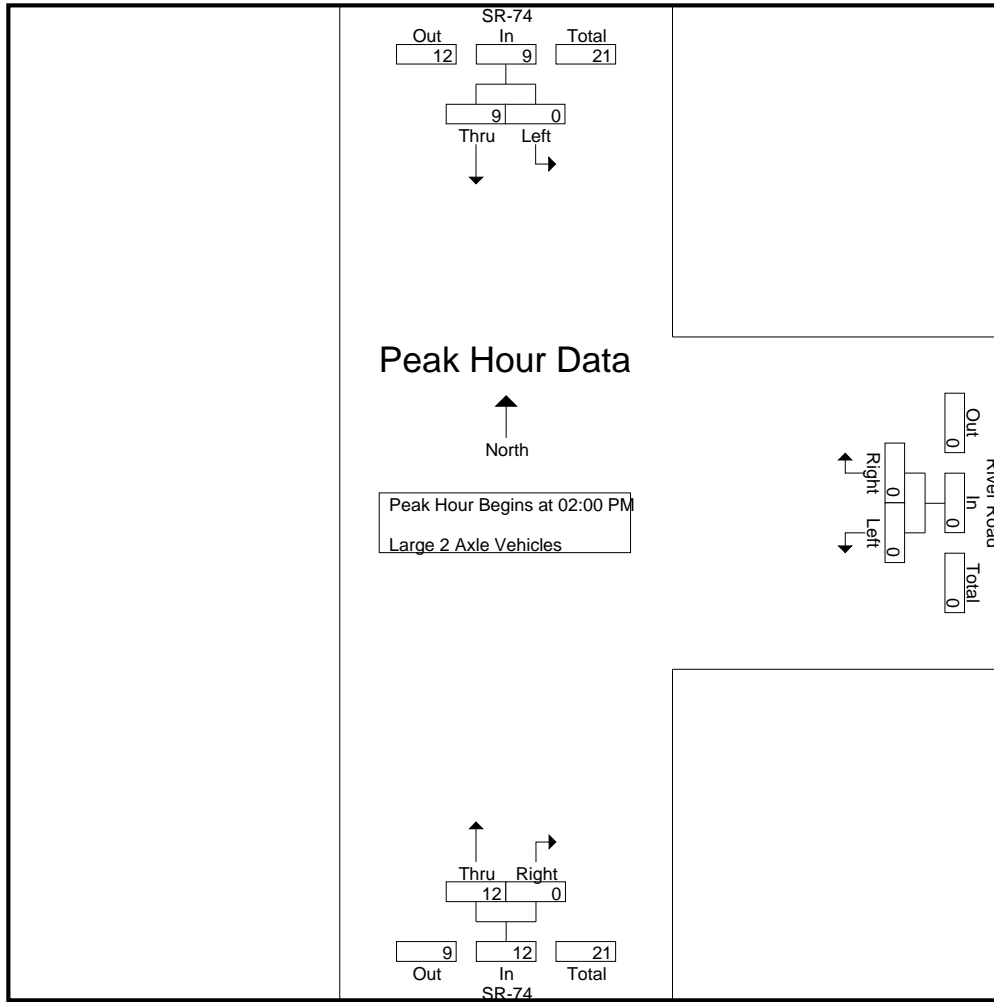 SR-74
Out In Total
12 9 21
9 0
Thru Left
Peak Hour Data
North
Peak Hour Begins at 02:00 PM
Large 2 Axle Vehicles
Right Left
0 0
Out In Total
0 0 0
River Road
Thru Right
12 0
9 12 21
Out In Total
SR-74